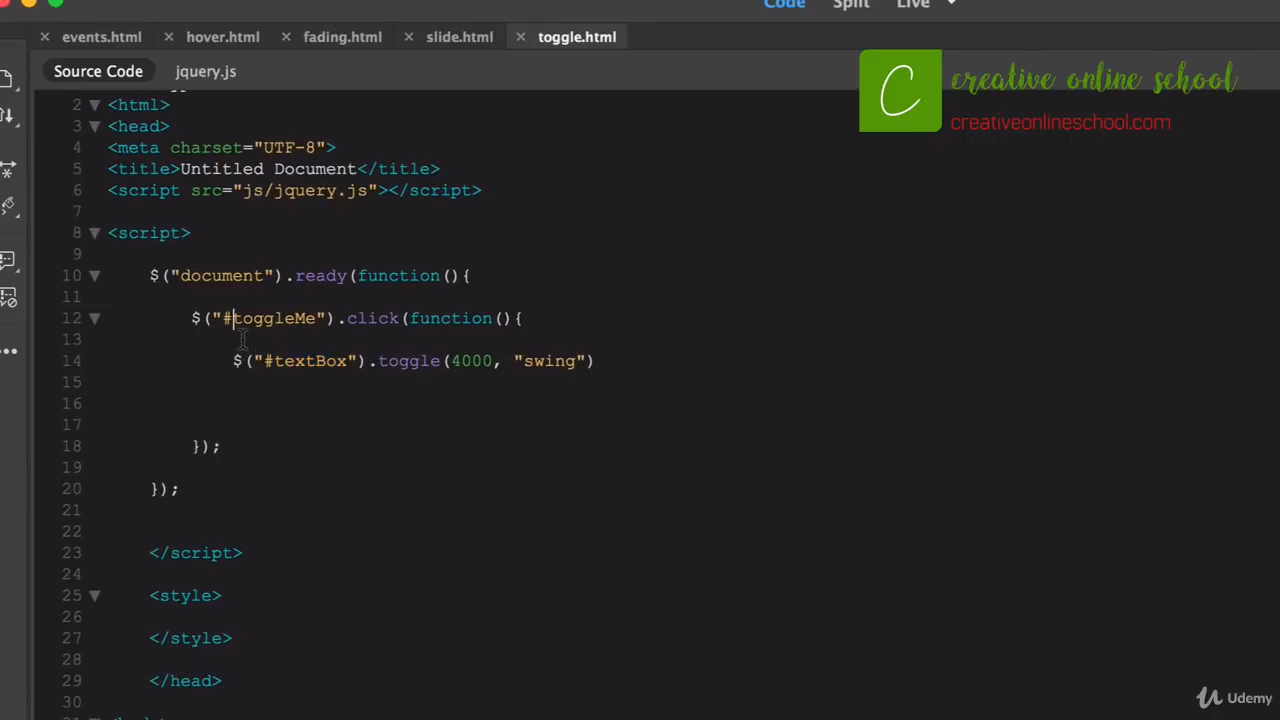 Code Split Live
events.html hover.html fading.html slide.html toggle.html
Source Code jquery.js
C creative online school
creativeonlineschool.com
2 <html>
3 <head>
4 <meta charset="UTF-8">
5 <title>Untitled Document</title>
6 <script src="js/jquery.js"></script>
7
8 <script>
9
10 $("document").ready(function(){
11
12 $("#toggleMe").click(function(){
13
14 $("#textBox").toggle(4000, "swing")
15
16
17
18 });
19
20 });
21
22
23 </script>
24
25 <style>
26
27 </style>
28
29 </head>
30
Udemy